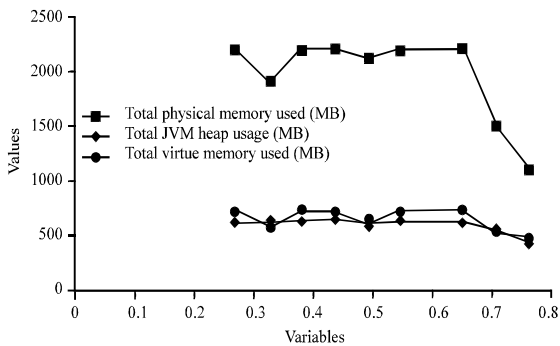 2500
2000
1500
1000
500
0
Values
Total physical memory used (MB)
Total JVM heap usage (MB)
Total virtue memory used (MB)
0 0.1 0.2 0.3 0.4 0.5 0.6 0.7 0.8
Variables